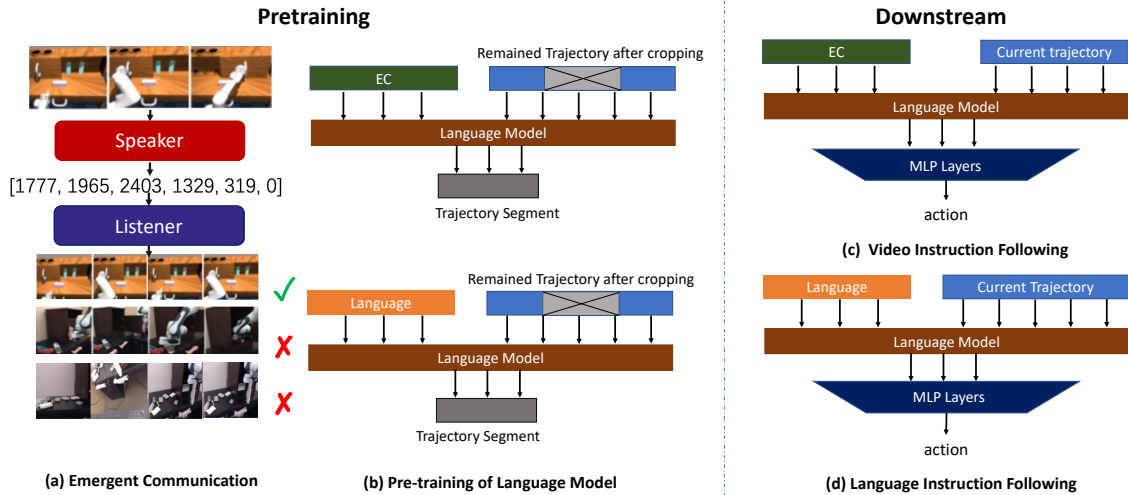 Pretraining
Speaker
[1777, 1965, 2403, 1329, 319, 0]
Listener
(a) Emergent Communication
EC
Remained Trajectory after cropping
Language Model
Trajectory Segment
Language
Remained Trajectory after cropping
Language Model
Trajectory Segment
(b) Pre-training of Language Model
Downstream
EC
Current trajectory
Language Model
MLP Layers
action
(c) Video Instruction Following
Language
Current Trajectory
Language Model
MLP Layers
action
(d) Language Instruction Following